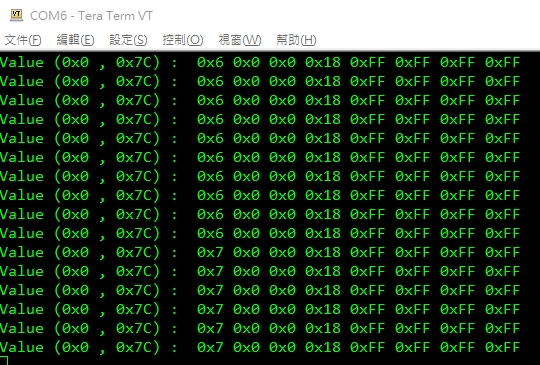 COM6 - Tera Term VT
文件(F) 編輯(E) 設定(S) 控制(O) 視窗(W) 幫助(H)
Value (0x0 , 0x7C) :  0x6 0x0 0x0 0x18 0xFF 0xFF 0xFF 0xFF
Value (0x0 , 0x7C) :  0x6 0x0 0x0 0x18 0xFF 0xFF 0xFF 0xFF
Value (0x0 , 0x7C) :  0x6 0x0 0x0 0x18 0xFF 0xFF 0xFF 0xFF
Value (0x0 , 0x7C) :  0x6 0x0 0x0 0x18 0xFF 0xFF 0xFF 0xFF
Value (0x0 , 0x7C) :  0x6 0x0 0x0 0x18 0xFF 0xFF 0xFF 0xFF
Value (0x0 , 0x7C) :  0x6 0x0 0x0 0x18 0xFF 0xFF 0xFF 0xFF
Value (0x0 , 0x7C) :  0x6 0x0 0x0 0x18 0xFF 0xFF 0xFF 0xFF
Value (0x0 , 0x7C) :  0x6 0x0 0x0 0x18 0xFF 0xFF 0xFF 0xFF
Value (0x0 , 0x7C) :  0x6 0x0 0x0 0x18 0xFF 0xFF 0xFF 0xFF
Value (0x0 , 0x7C) :  0x6 0x0 0x0 0x18 0xFF 0xFF 0xFF 0xFF
Value (0x0 , 0x7C) :  0x7 0x0 0x0 0x18 0xFF 0xFF 0xFF 0xFF
Value (0x0 , 0x7C) :  0x7 0x0 0x0 0x18 0xFF 0xFF 0xFF 0xFF
Value (0x0 , 0x7C) :  0x7 0x0 0x0 0x18 0xFF 0xFF 0xFF 0xFF
Value (0x0 , 0x7C) :  0x7 0x0 0x0 0x18 0xFF 0xFF 0xFF 0xFF
Value (0x0 , 0x7C) :  0x7 0x0 0x0 0x18 0xFF 0xFF 0xFF 0xFF
Value (0x0 , 0x7C) :  0x7 0x0 0x0 0x18 0xFF 0xFF 0xFF 0xFF